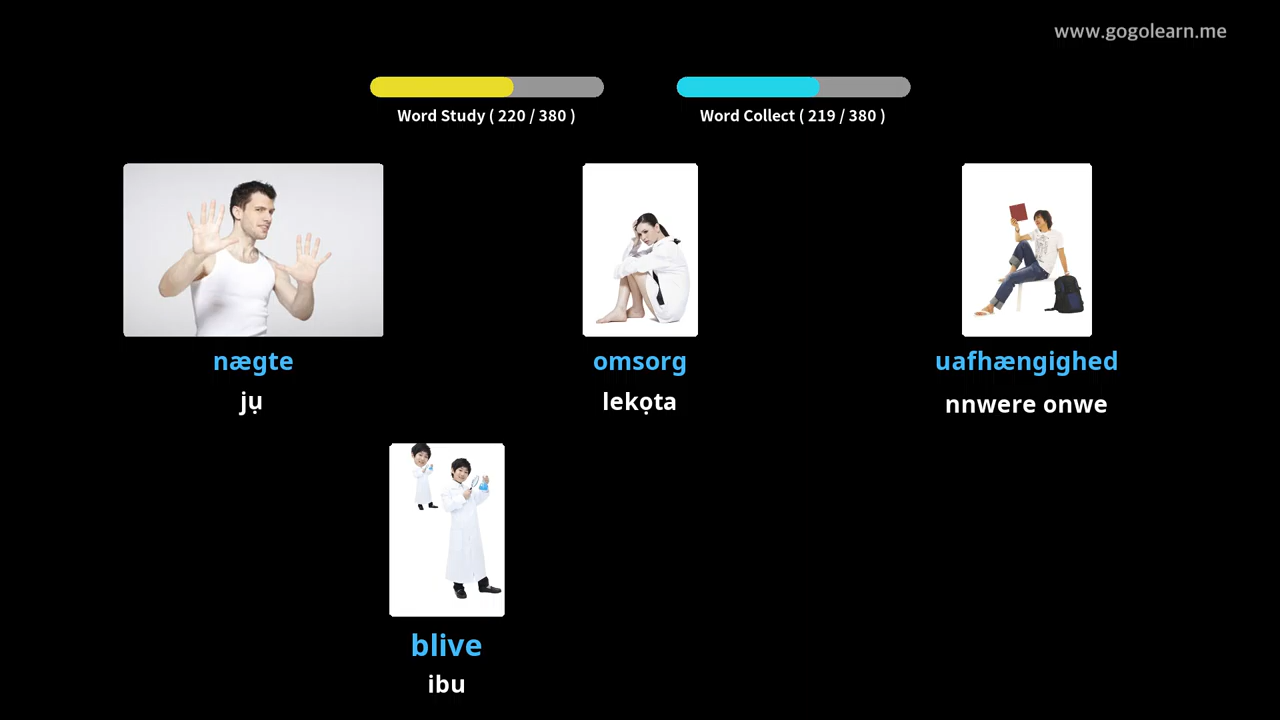 www.gogolearn.me
Word Study ( 220 / 380 )
Word Collect ( 219 / 380 )
nægte
jụ
omsorg
lekọta
uafhængighed
nnwere onwe
blive
ibu